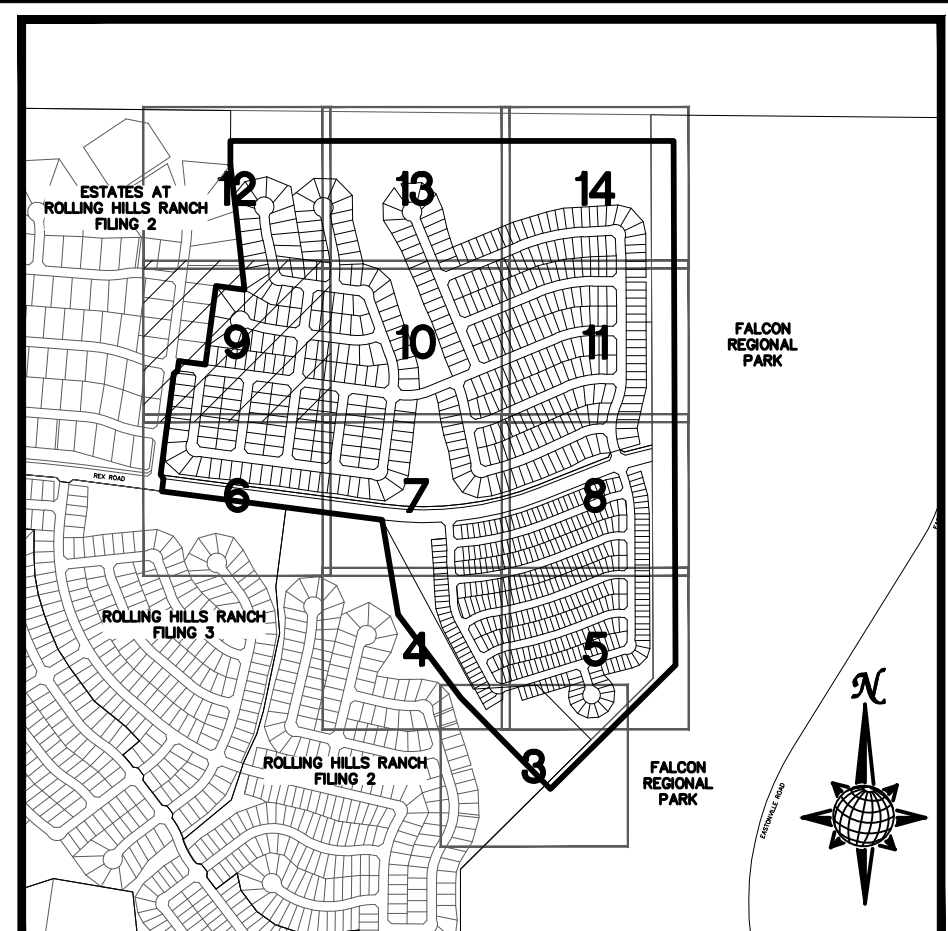 12
13
14
ESTATES AT
ROLLING HILLS RANCH
FILING 2
9
10
11
FALCON
REGIONAL
PARK
REX ROAD
6
7
8
ROLLING HILLS RANCH
FILING 3
4
5
N
ROLLING HILLS RANCH
FILING 2
3
FALCON
REGIONAL
PARK
EASTONVILLE ROAD